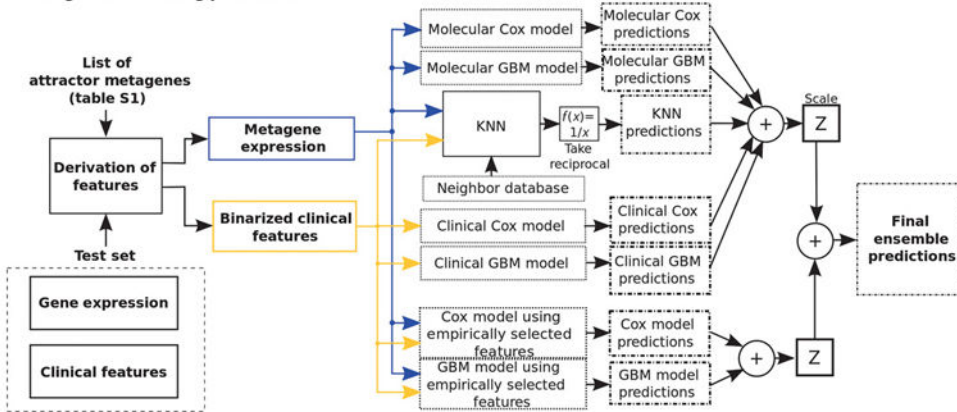 List of
attractor metagenes
(table S1)
Derivation of
features
Test set
Gene expression
Clinical features
Metagene
expression
Binarized clinical
features
Molecular Cox model
Molecular GBM model
KNN
Neighbor database
Clinical Cox model
Clinical GBM model
Cox model using
empirically selected
features
GBM model using
empirically selected
features
f(x)=
1/x
Take
reciprocal
Molecular Cox
predictions
Molecular GBM
predictions
KNN
predictions
Clinical Cox
predictions
Clinical GBM
predictions
Cox model
predictions
GBM model
predictions
+
+
Scale
Z
Z
+
Final
ensemble
predictions